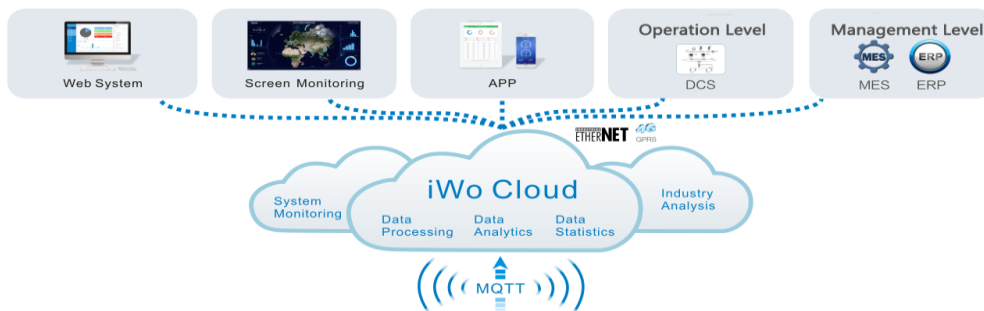 Operation Level
Management Level
MES
ERP
Web System
Screen Monitoring
APP
DCS
MES
ERP
ETHERNET
4G
GPRS
iWo Cloud
System
Monitoring
Industry
Analysis
Data
Processing
Data
Analytics
Data
Statistics
MQTT